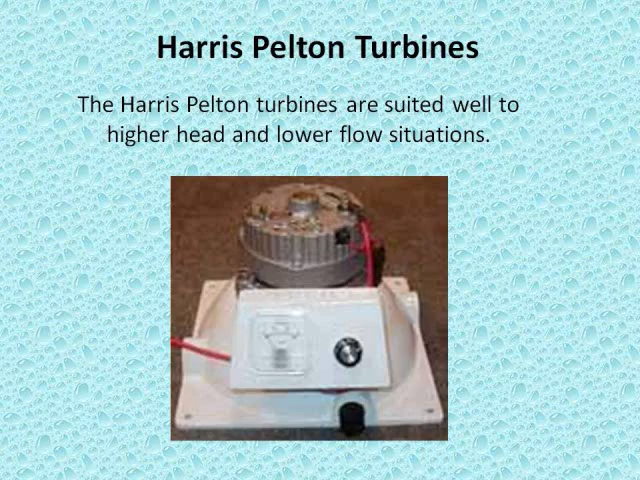 Harris Pelton Turbines
The Harris Pelton turbines are suited well to
higher head and lower flow situations.